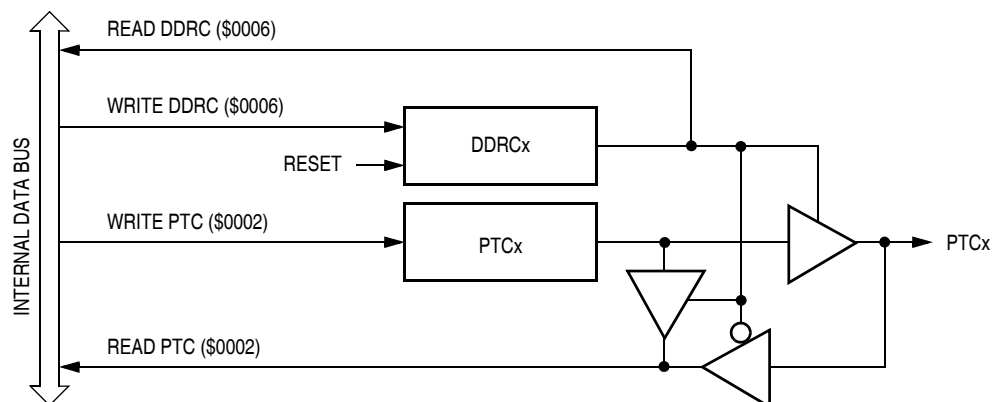 READ DDRC ($0006)
WRITE DDRC ($0006)
DDRCx
RESET
INTERNAL DATA BUS
WRITE PTC ($0002)
PTCx
PTCx
READ PTC ($0002)